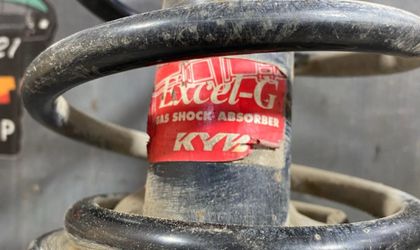 Excel-G
GAS SHOCK ABSORBER
KYB